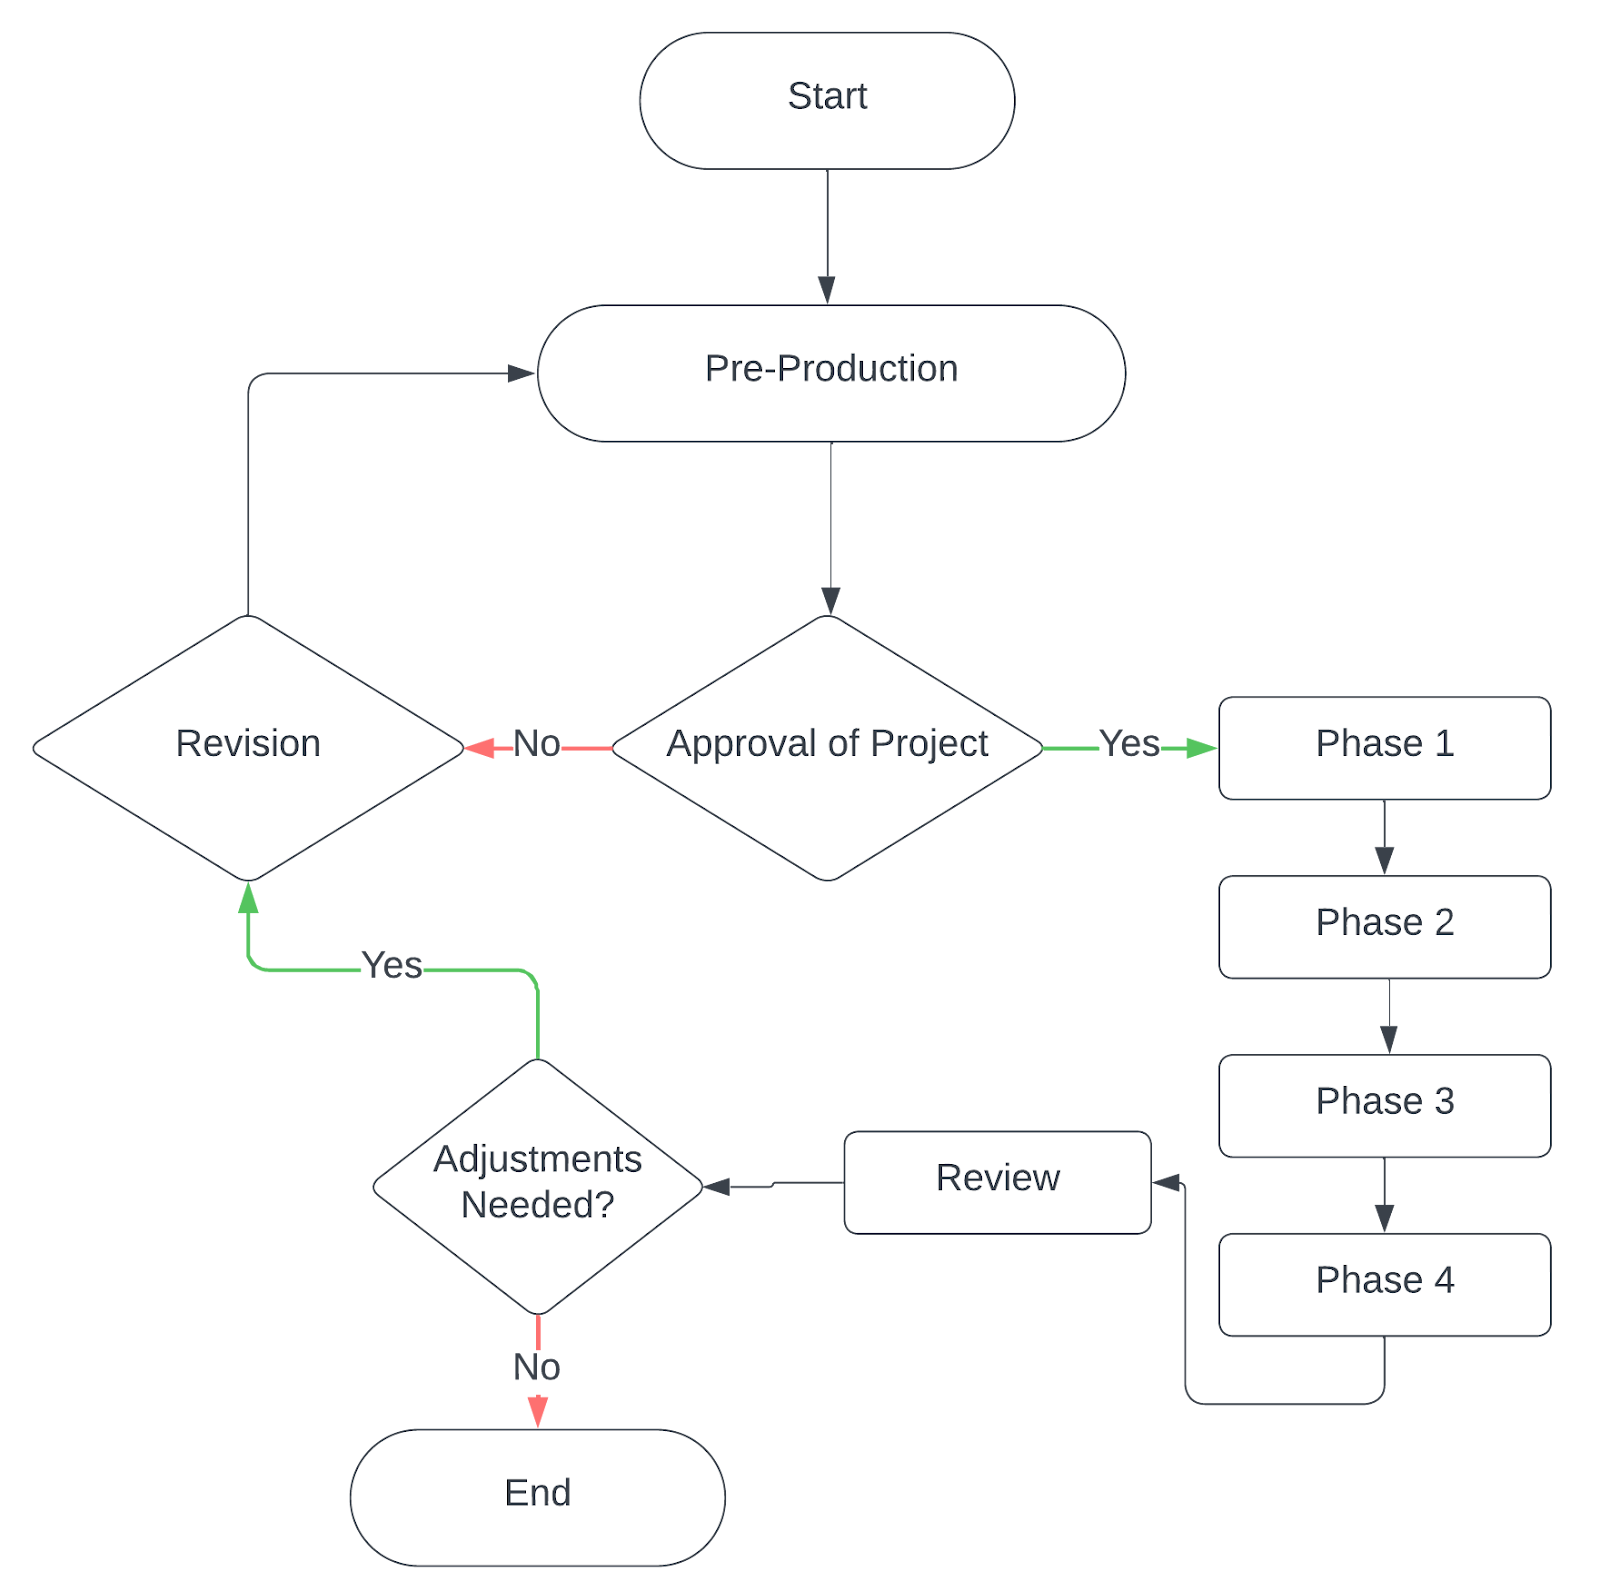 Start
Pre-Production
Revision
No
Approval of Project
Yes
Phase 1
Phase 2
Yes
Phase 3
Adjustments
Needed?
Review
Phase 4
No
End